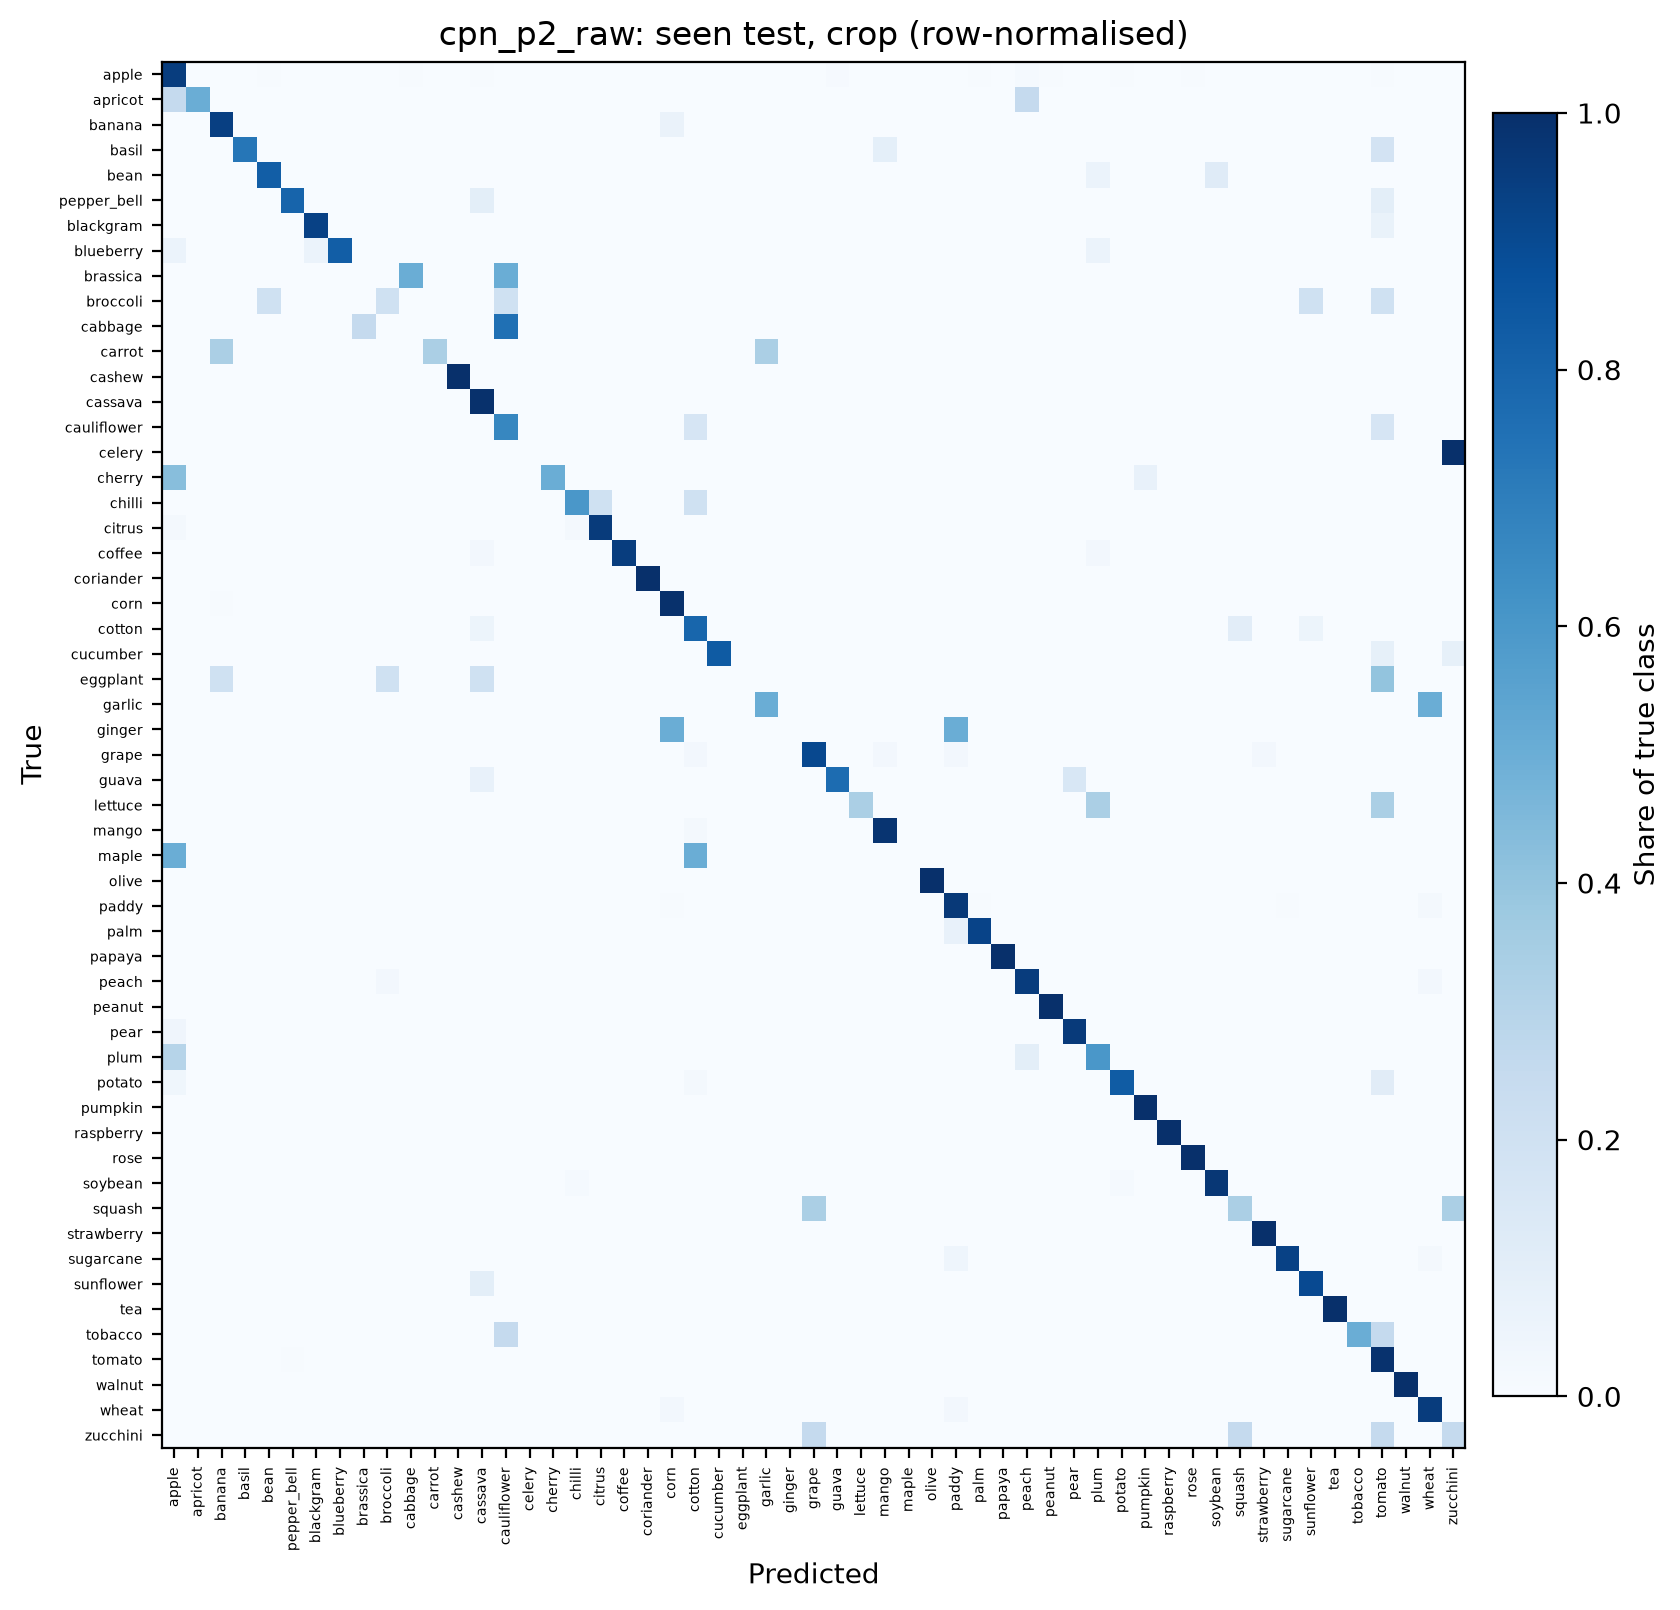 cpn_p2_raw: seen test, crop (row-normalised)
True
apple
apricot
banana
basil
bean
pepper_bell
blackgram
blueberry
brassica
broccoli
cabbage
carrot
cashew
cassava
cauliflower
celery
cherry
chilli
citrus
coffee
coriander
corn
cotton
cucumber
eggplant
garlic
ginger
grape
guava
lettuce
mango
maple
olive
paddy
palm
papaya
peach
peanut
pear
plum
potato
pumpkin
raspberry
rose
soybean
squash
strawberry
sugarcane
sunflower
tea
tobacco
tomato
walnut
wheat
zucchini
apple
apricot
banana
basil
bean
pepper_bell
blackgram
blueberry
brassica
broccoli
cabbage
carrot
cashew
cassava
cauliflower
celery
cherry
chilli
citrus
coffee
coriander
corn
cotton
cucumber
eggplant
garlic
ginger
grape
guava
lettuce
mango
maple
olive
paddy
palm
papaya
peach
peanut
pear
plum
potato
pumpkin
raspberry
rose
soybean
squash
strawberry
sugarcane
sunflower
tea
tobacco
tomato
walnut
wheat
zucchini
Predicted
1.0
0.8
0.6
0.4
0.2
0.0
Share of true class